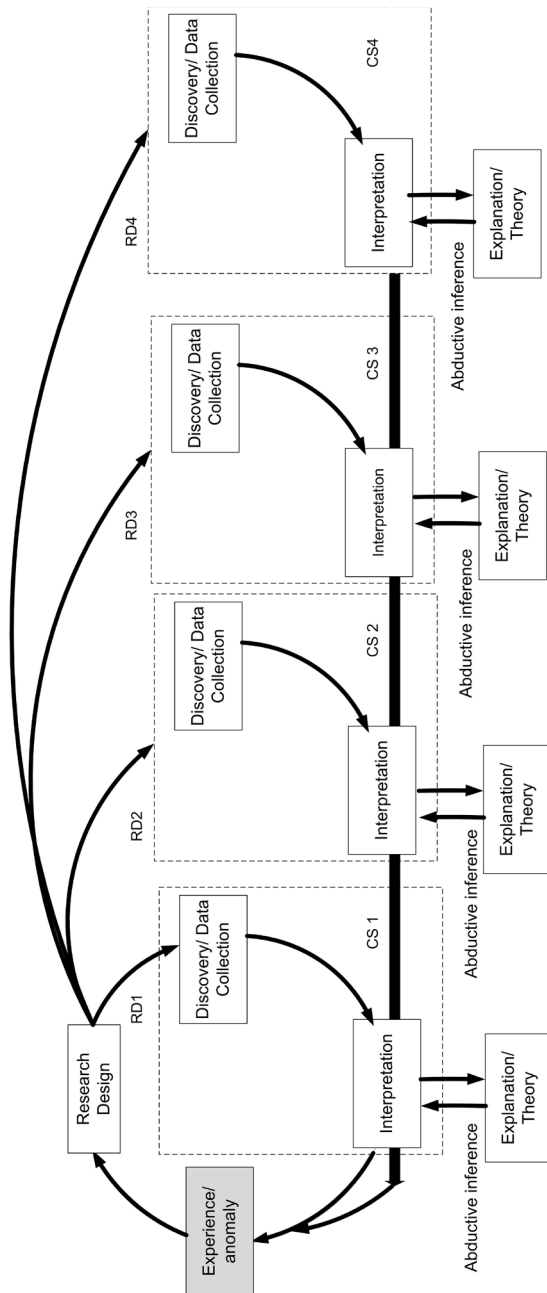 Experience/
anomaly
Research
Design
RD1
Discovery/ Data
Collection
CS 1
Interpretation
Abductive inference
Explanation/
Theory
RD2
Discovery/ Data
Collection
CS 2
Interpretation
Abductive inference
Explanation/
Theory
RD3
Discovery/ Data
Collection
CS 3
Interpretation
Abductive inference
Explanation/
Theory
RD4
Discovery/ Data
Collection
CS4
Interpretation
Abductive inference
Explanation/
Theory